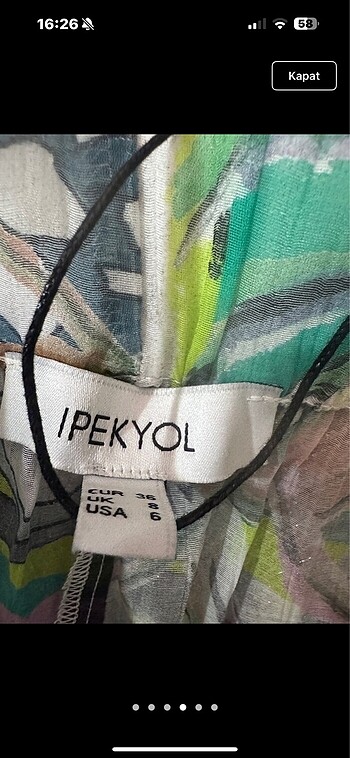 16:26
58
Kapat
IPEKYOL
EUR 36
UK 8
USA 6